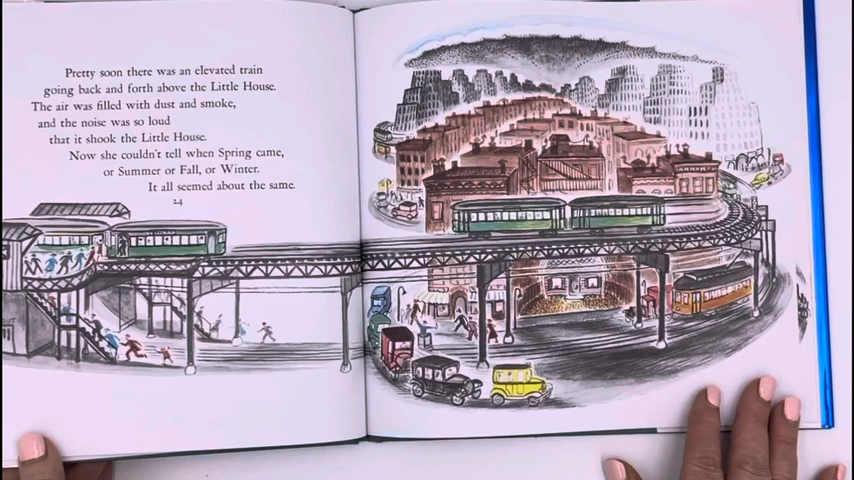 Pretty soon there was an elevated train
going back and forth above the Little House.
The air was filled with dust and smoke,
and the noise was so loud
that it shook the Little House.
Now she couldn't tell when Spring came,
or Summer or Fall, or Winter.
It all seemed about the same.
24